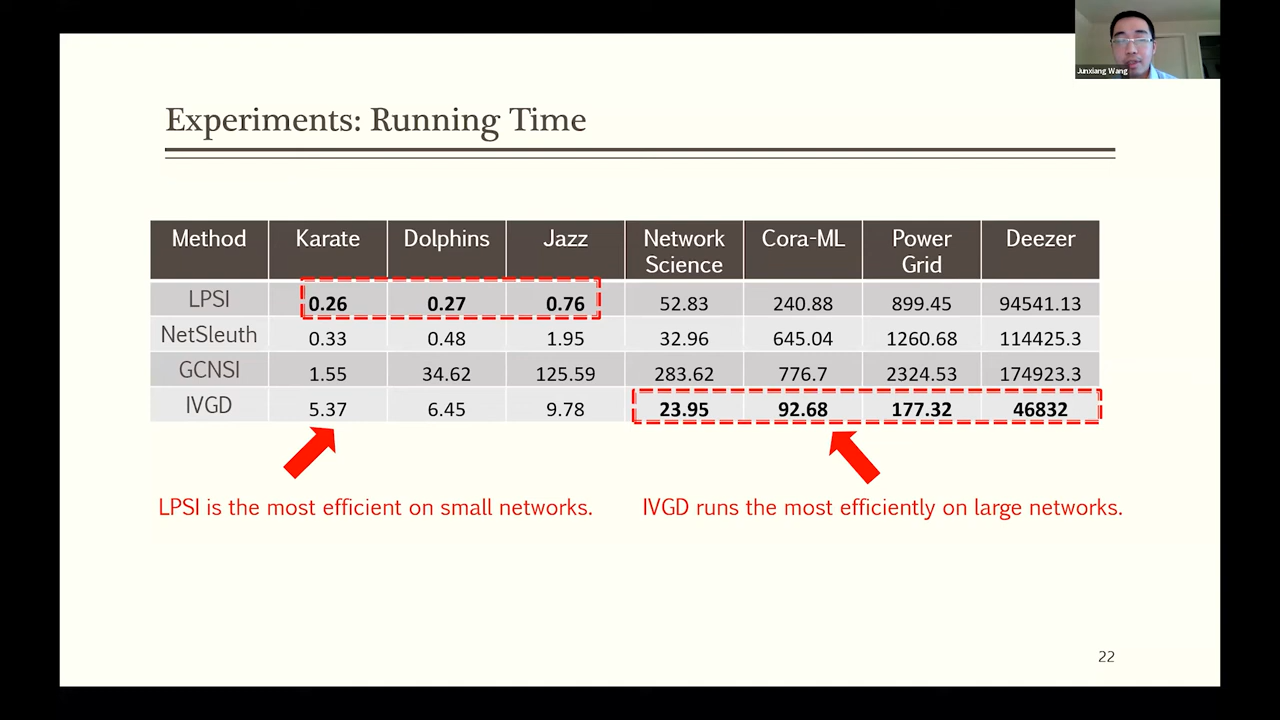 Junxiang Wang
Experiments: Running Time
Method Karate Dolphins Jazz Network Science Cora-ML Power Grid Deezer
LPSI 0.26 0.27 0.76 52.83 240.88 899.45 94541.13
NetSleuth 0.33 0.48 1.95 32.96 645.04 1260.68 114425.3
GCNSI 1.55 34.62 125.59 283.62 776.7 2324.53 174923.3
IVGD 5.37 6.45 9.78 23.95 92.68 177.32 46832
LPSI is the most efficient on small networks.
IVGD runs the most efficiently on large networks.
22